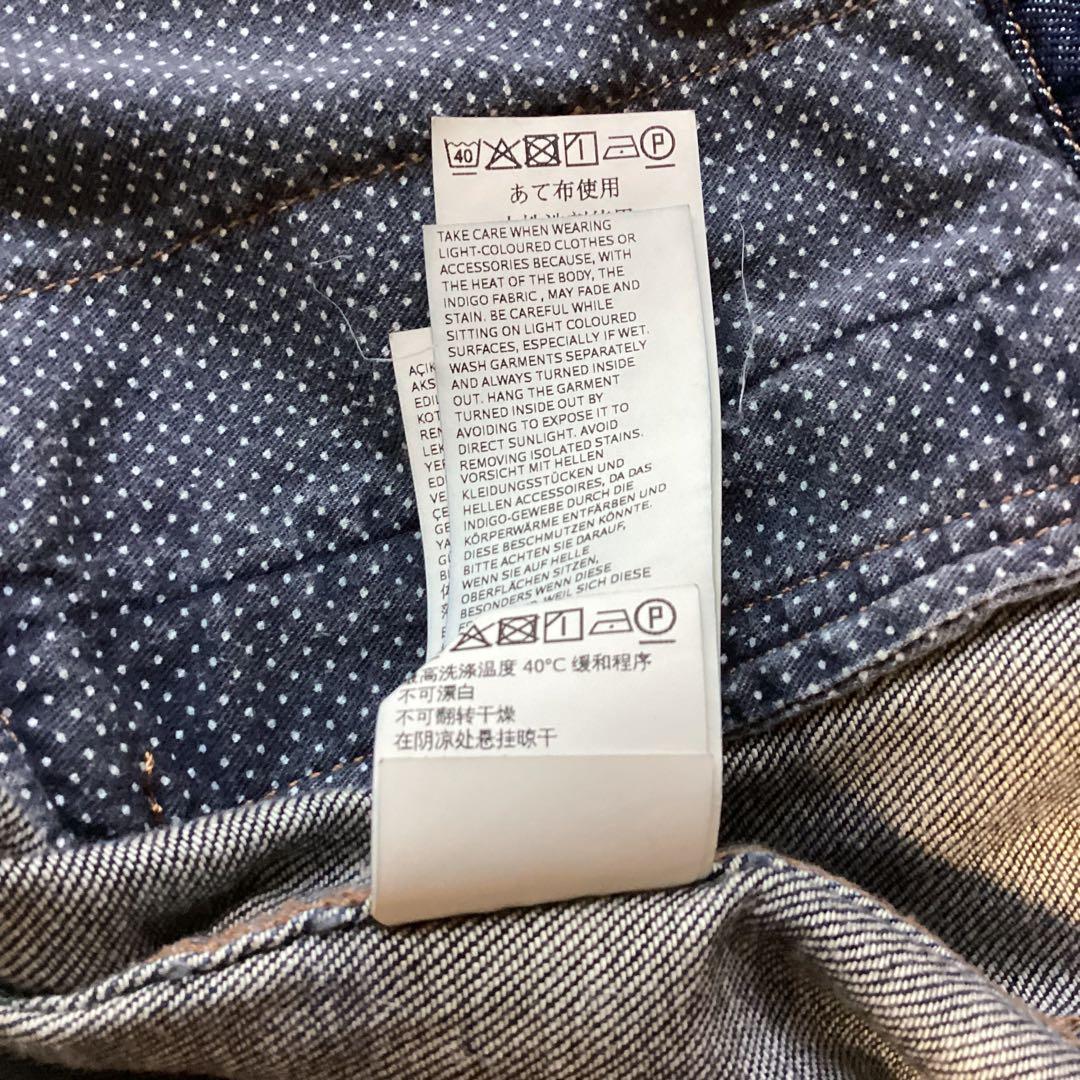 40
P
あて布使用
TAKE CARE WHEN WEARING
LIGHT-COLOURED CLOTHES OR
ACCESSORIES BECAUSE, WITH
THE HEAT OF THE BODY, THE
INDIGO FABRIC , MAY FADE AND
STAIN. BE CAREFUL WHILE
SITTING ON LIGHT COLOURED
SURFACES, ESPECIALLY IF WET.
WASH GARMENTS SEPARATELY
AND ALWAYS TURNED INSIDE
OUT. HANG THE GARMENT
TURNED INSIDE OUT BY
AVOIDING TO EXPOSE IT TO
DIRECT SUNLIGHT. AVOID
REMOVING ISOLATED STAINS.
VORSICHT MIT HELLEN
KLEIDUNGSSTÜCKEN UND
HELLEN ACCESSOIRES, DA DAS
INDIGO-GEWEBE DURCH DIE
KÖRPERWÄRME ENTFÄRBEN UND
DIESE BESCHMUTZEN KÖNNTE.
BITTE ACHTEN SIE DARAUF,
WENN SIE AUF HELLE
OBERFLÄCHEN SITZEN,
BESONDERS WENN DIESE
WEIL SICH DIESE
P
最高洗涤温度 40°C 缓和程序
不可漂白
不可翻转干燥
在阴凉处悬挂晾干